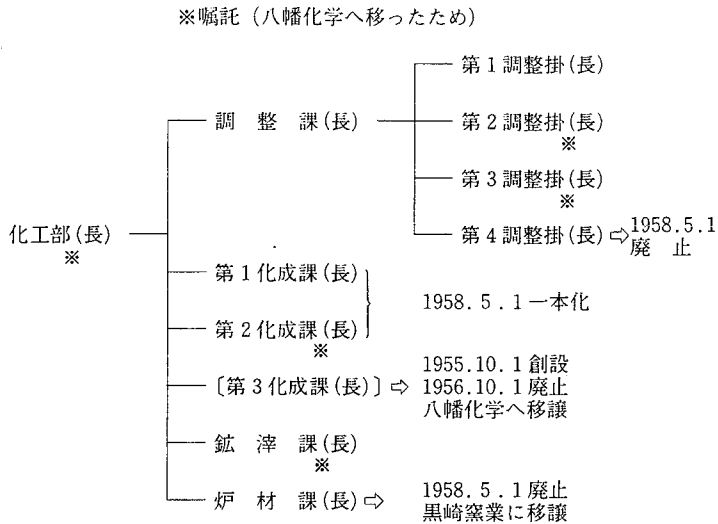 ※嘱託（八幡化学へ移ったため）
第1調整掛(長)
調整課(長)
第2調整掛(長)
※
第3調整掛(長)
※
化工部(長)
※
第4調整掛(長)⇨1958.5.1
廃止
第1化成課(長)
1958.5.1一本化
第2化成課(長)
※
〔第3化成課(長)〕⇨
1955.10.1創設
1956.10.1廃止
八幡化学へ移譲
鉱滓課(長)
※
炉材課(長)⇨
1958.5.1廃止
黒崎窯業に移譲